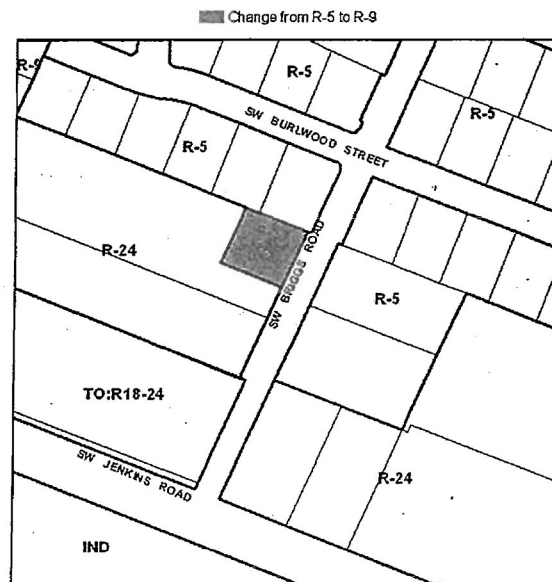 Change from R-5 to R-9
R-9
R-5
R-5
SW BURLWOOD STREET
R-5
R-24
SW BRIGGS ROAD
R-5
TO:R18-24
SW JENKINS ROAD
R-24
IND